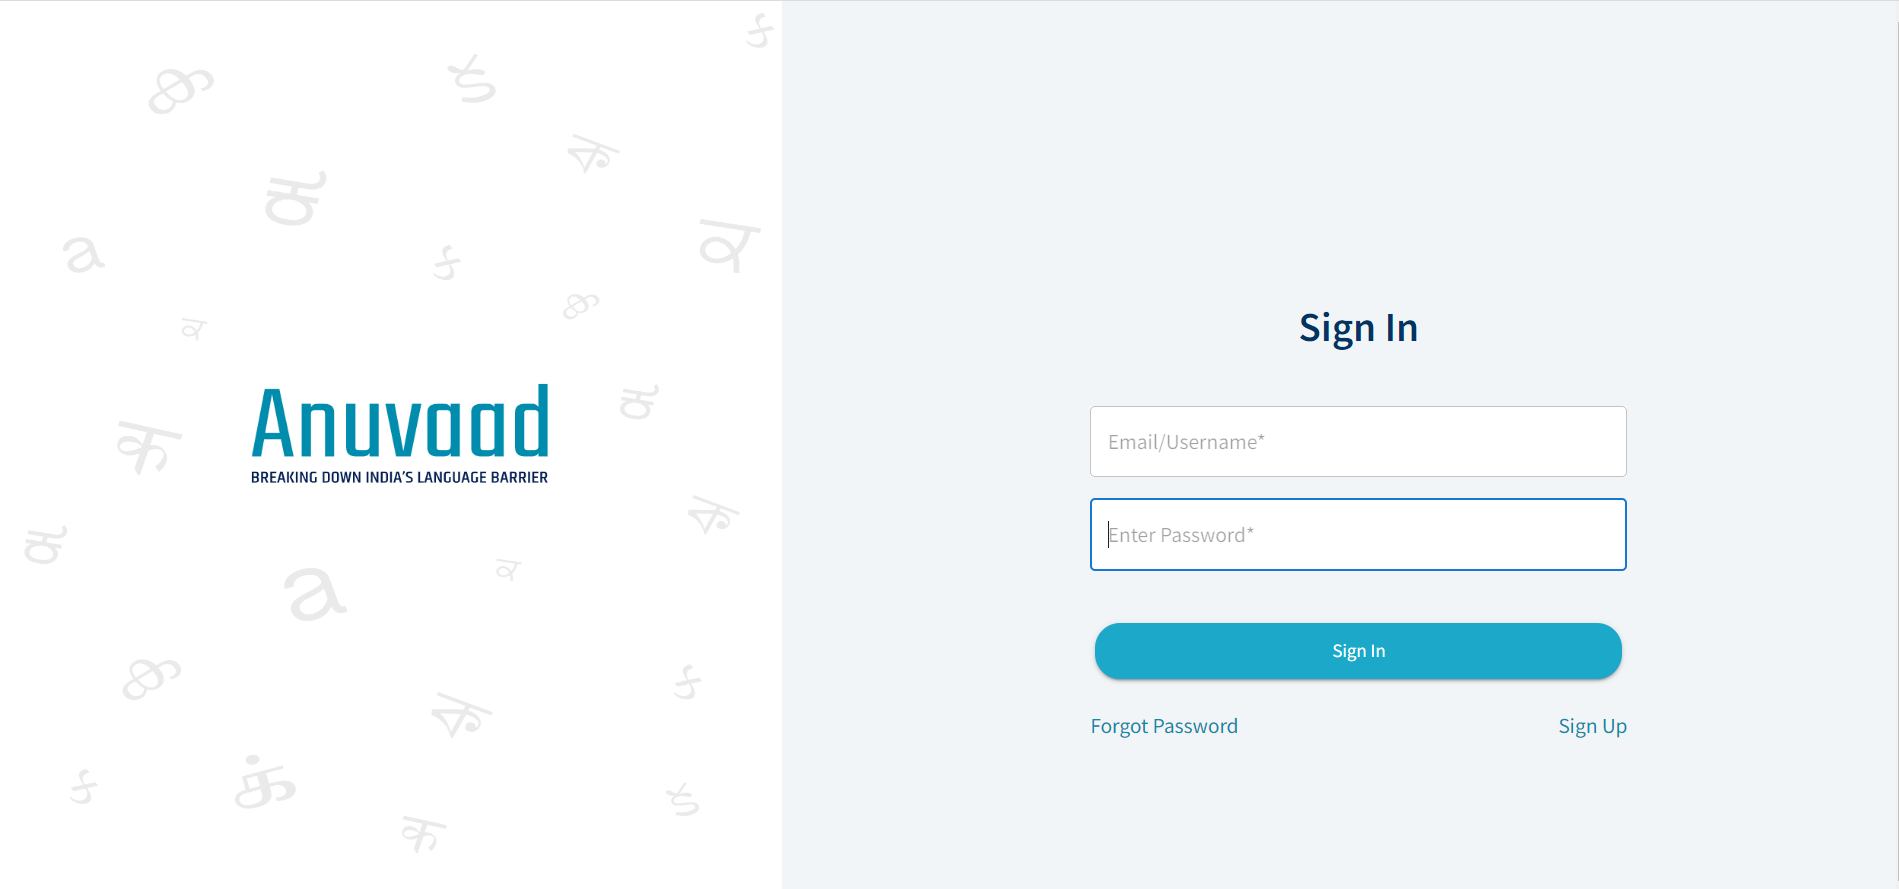 Anuvaad
BREAKING DOWN INDIA'S LANGUAGE BARRIER
Sign In
Email/Username*
Enter Password*
Sign In
Forgot Password
Sign Up